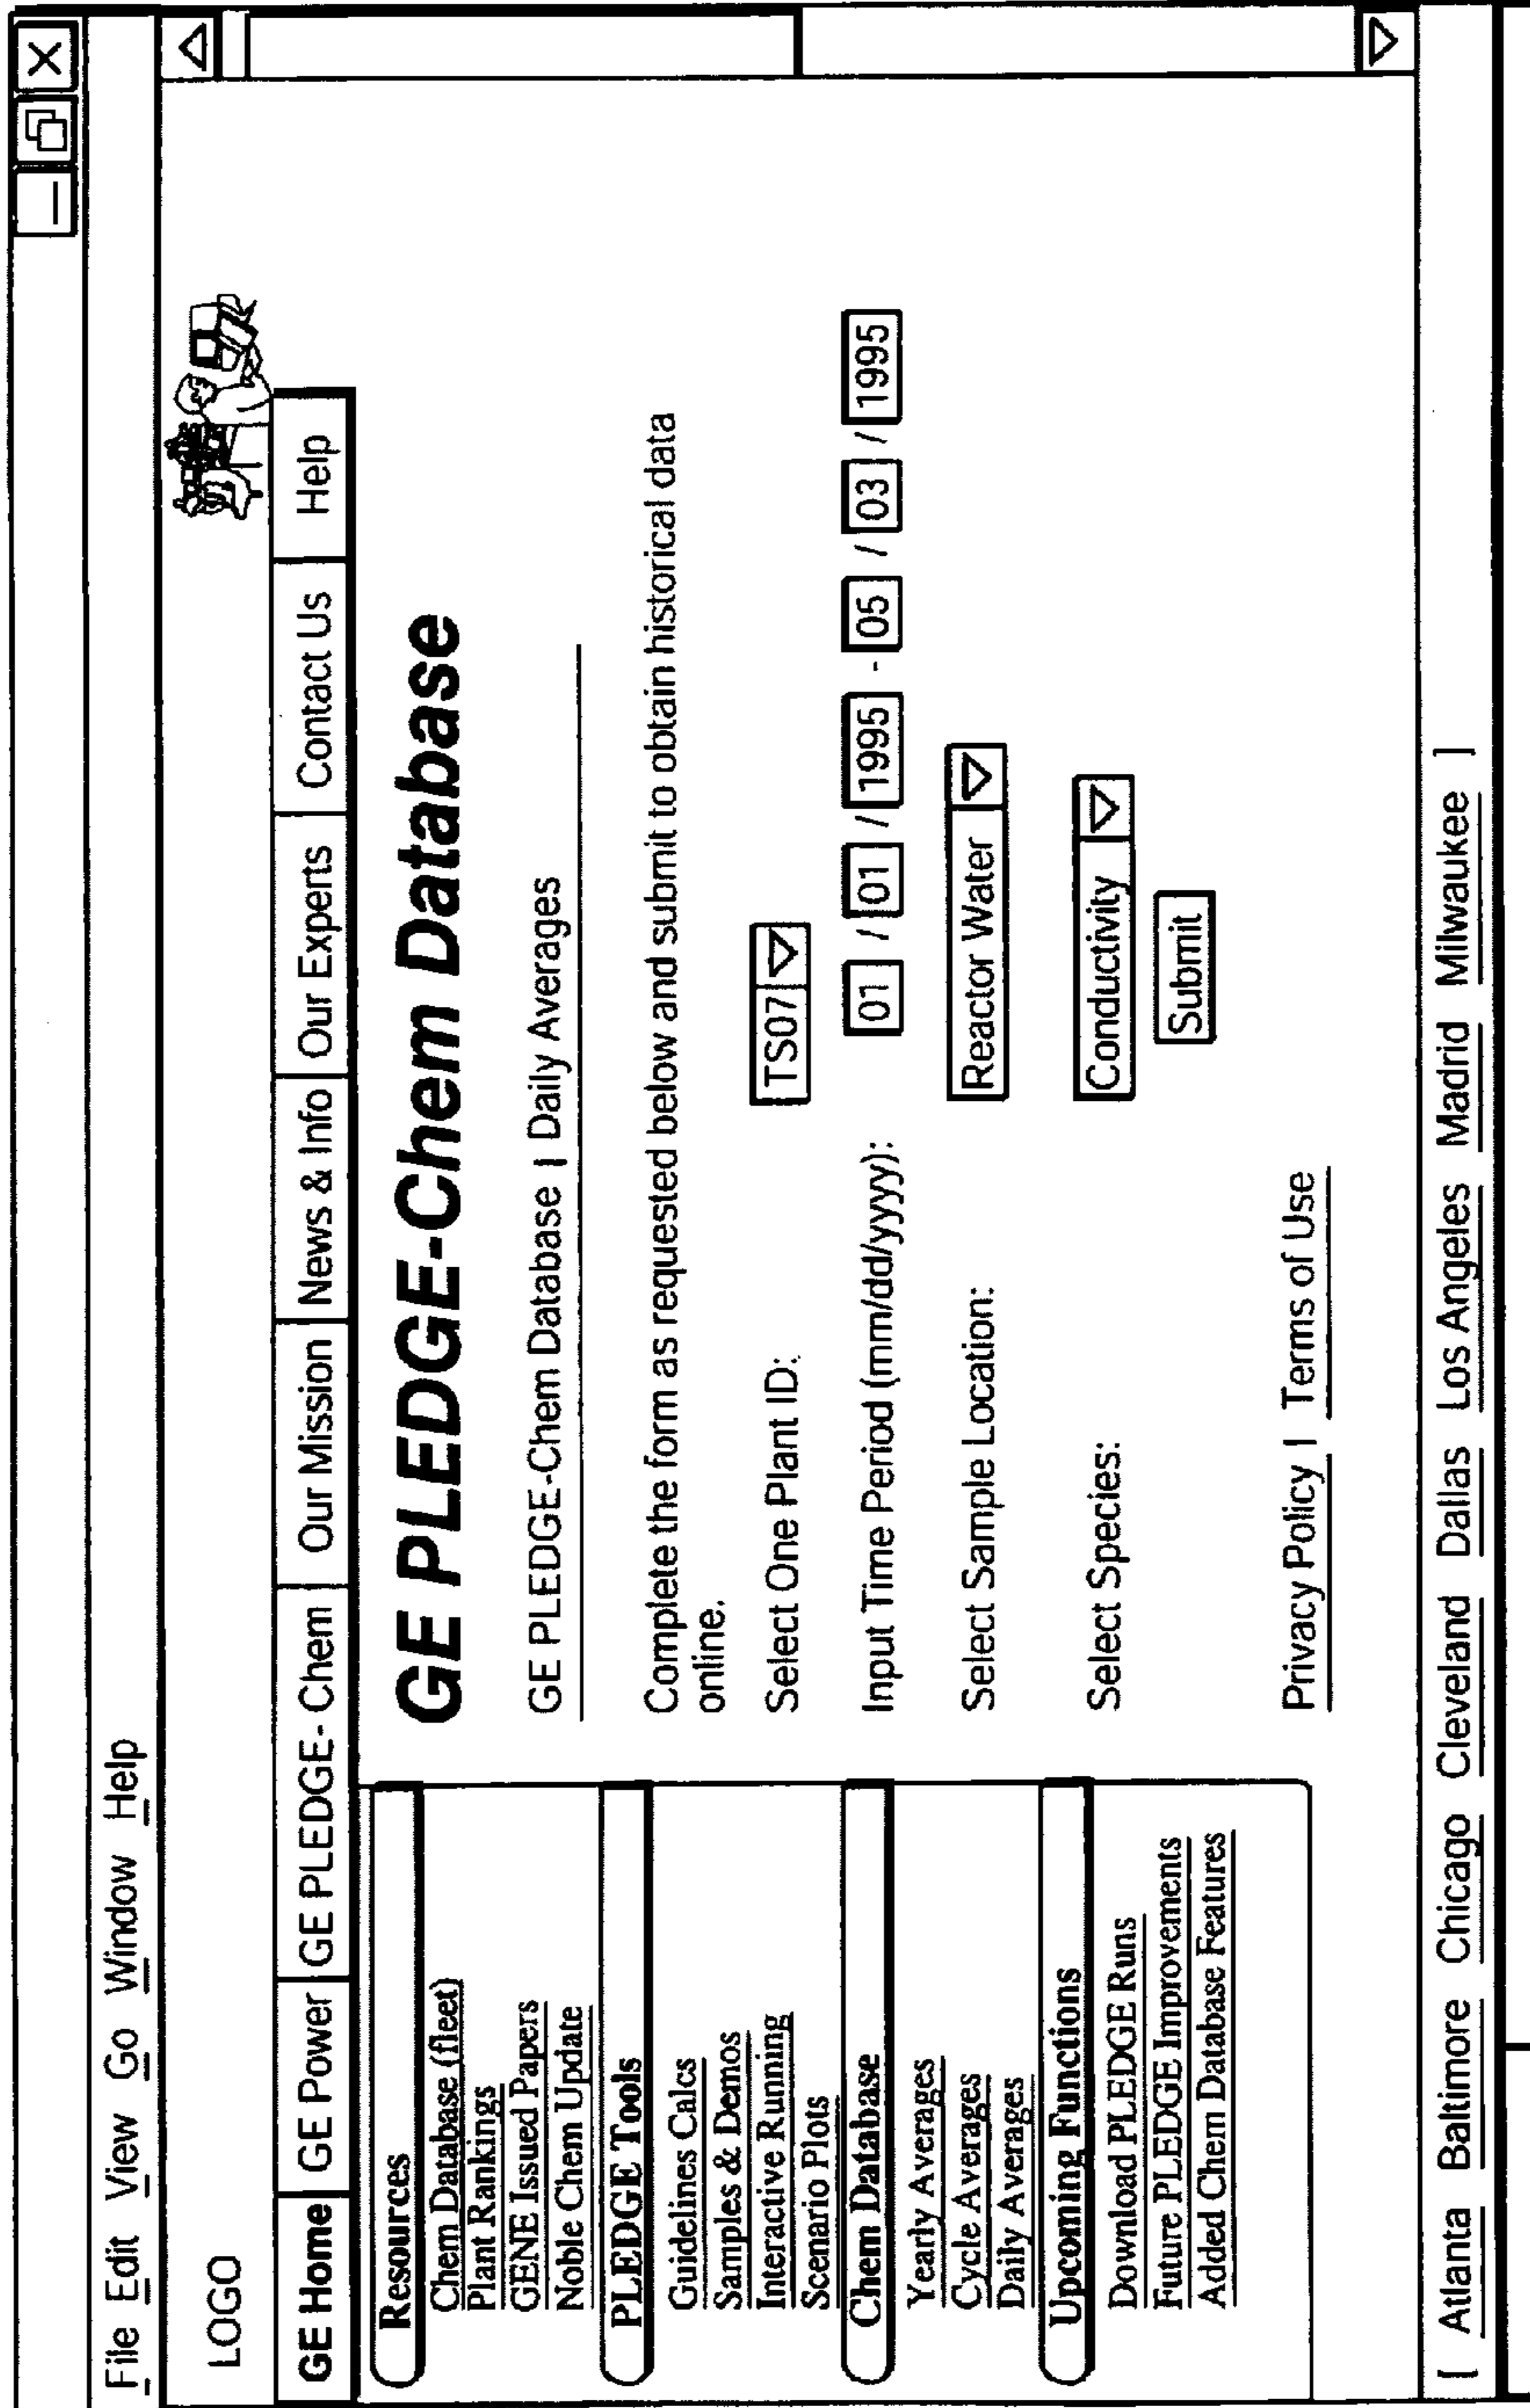 File Edit View Go Window Help
LOGO
GE Home GE Power GE PLEDGE-Chem Our Mission News & Info Our Experts Contact Us Help
Resources
Chem Database (fleet)
Plant Rankings
GENE Issued Papers
Noble Chem Update
PLEDGE Tools
Guidelines Calcs
Samples & Demos
Interactive Running
Scenario Plots
Chem Database
Yearly Averages
Cycle Averages
Daily Averages
Upcoming Functions
Download PLEDGE Runs
Future PLEDGE Improvements
Added Chem Database Features
GE PLEDGE-Chem Database
GE PLEDGE-Chem Database | Daily Averages
Complete the form as requested below and submit to obtain historical data
online.
Select One Plant ID: TS07
Input Time Period (mm/dd/yyyy): 01 / 01 / 1995 - 05 / 03 / 1995
Select Sample Location: Reactor Water
Select Species: Conductivity
Submit
Privacy Policy | Terms of Use
[ Atlanta Baltimore Chicago Cleveland Dallas Los Angeles Madrid Milwaukee ]